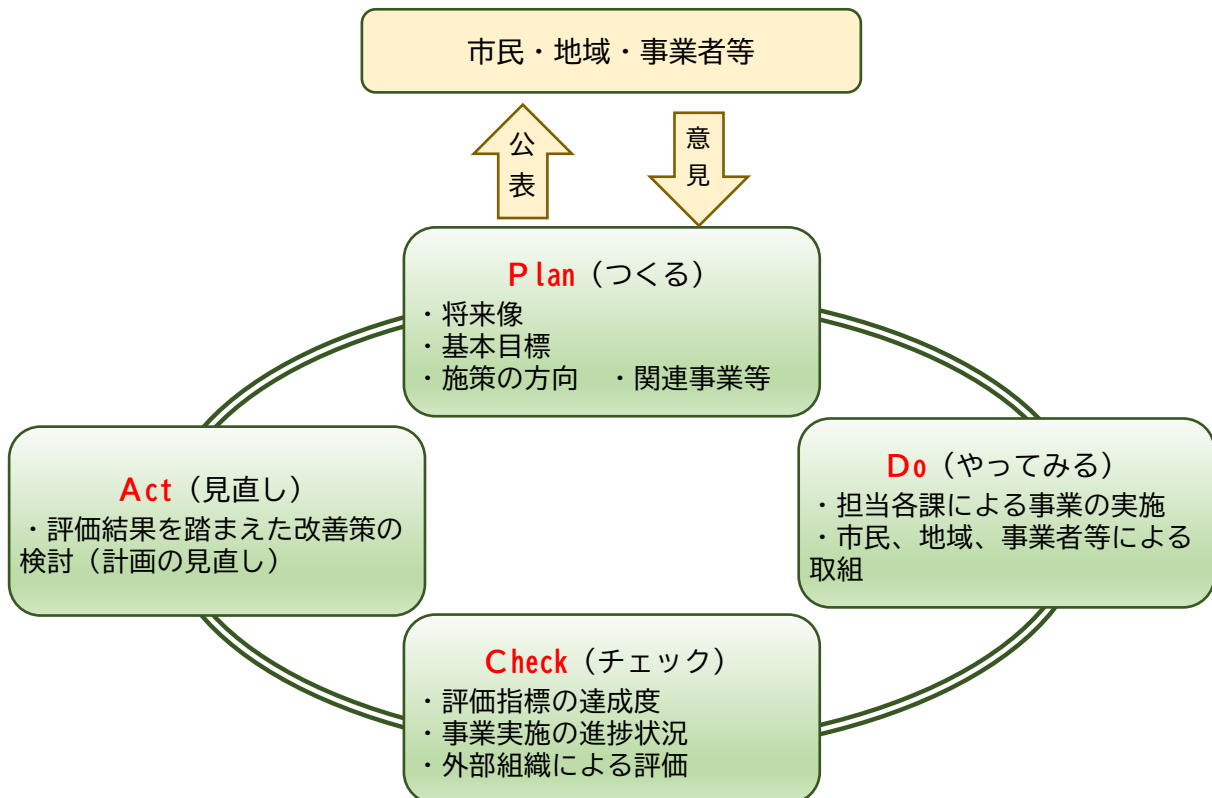 市民・地域・事業者等
公表
意見
Plan（つくる）
・将来像
・基本目標
・施策の方向　・関連事業等
Act（見直し）
・評価結果を踏まえた改善策の
検討（計画の見直し）
Do（やってみる）
・担当各課による事業の実施
・市民、地域、事業者等による
取組
Check（チェック）
・評価指標の達成度
・事業実施の進捗状況
・外部組織による評価